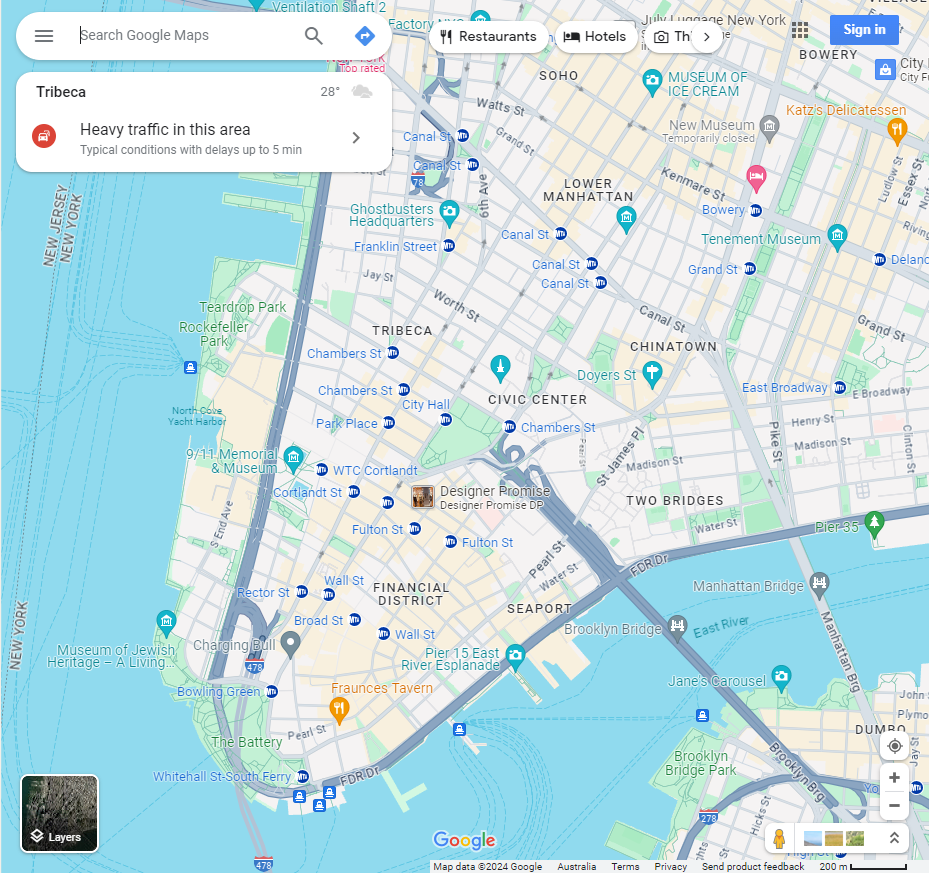 Ventilation Shaft 2
Search Google Maps
Restaurants
Hotels
Sign in
July Luggage New York
BOWERY
Top rated
Tribeca
28°
Heavy traffic in this area
Typical conditions with delays up to 5 min
SOHO
MUSEUM OF
ICE CREAM
City
Watts St
Grand St
Katz's Delicatessen
New Museum
Temporarily closed
Canal St
Canal St
78
6th Ave
LOWER
MANHATTAN
Kenmare St
Ludlow St
Essex St
NEW JERSEY
NEW YORK
Ghostbusters
Headquarters
Bowery
Franklin Street
Canal St
Tenement Museum
Canal St
Grand St
Canal St
Jay St
Worth St
Teardrop Park
Rockefeller
Park
Canal St
Grand St
TRIBECA
CHINATOWN
Chambers St
Doyers St
Chambers St
East Broadway
E Broadway
City Hall
CIVIC CENTER
North Cove
Yacht Harbor
Park Place
Chambers St
Henry St
Madison St
Pike St
Clinton St
St James Pl
Pearl St
9/11 Memorial
& Museum
WTC Cortlandt
Madison St
Cortlandt St
Designer Promise
Designer Promise DP
TWO BRIDGES
S End Ave
Fulton St
Fulton St
Water St
Pier 35
Pearl St
Water St
FDR Dr
Wall St
Rector St
FINANCIAL
DISTRICT
SEAPORT
Manhattan Bridge
NEW YORK
Broad St
Wall St
Brooklyn Bridge
East River
Manhattan Brg
Charging Bull
Museum of Jewish
Heritage – A Living...
478
Pier 15 East
River Esplanade
Jane's Carousel
Bowling Green
Fraunces Tavern
John S
Plymo
The Battery
Pearl St
DUMBO
Jay St
Brooklyn
Bridge Park
Brooklyn Brg
Whitehall St-South Ferry
FDR Dr
Hicks St
278
Layers
Google
478
Map data ©2024 Google
Australia
Terms
Privacy
Send product feedback
200 m